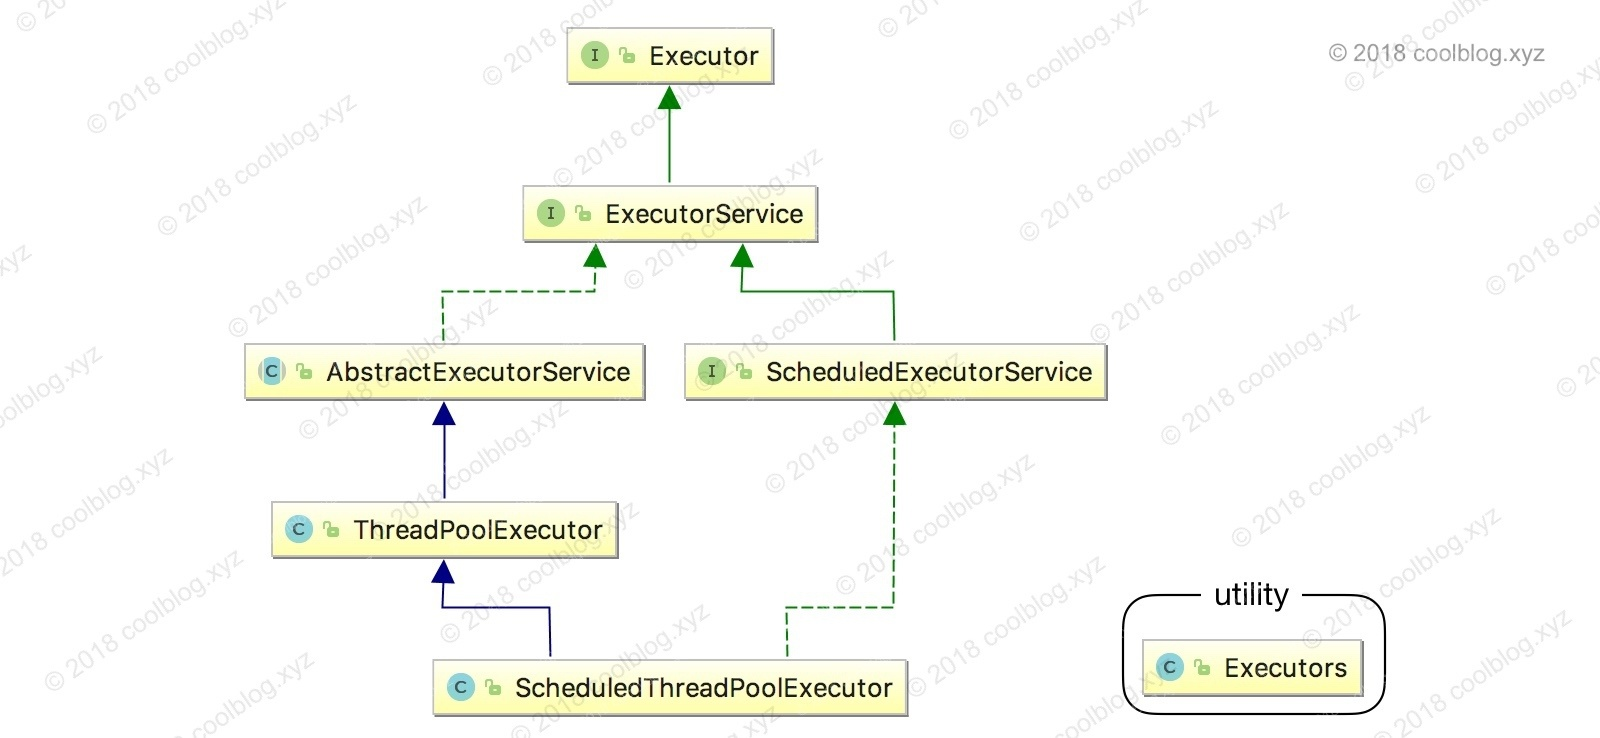 © 2018 coolblog.xyz
I Executor
I ExecutorService
C AbstractExecutorService
I ScheduledExecutorService
C ThreadPoolExecutor
utility
C Executors
C ScheduledThreadPoolExecutor